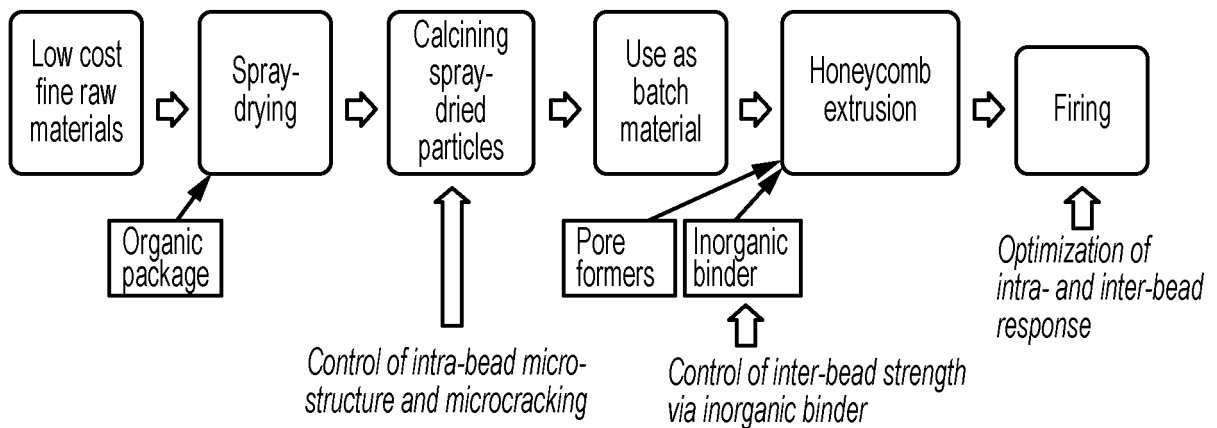 Low cost
fine raw
materials
Spray-
drying
Calcining
spray-
dried
particles
Use as
batch
material
Honeycomb
extrusion
Firing
Organic
package
Pore
formers
Inorganic
binder
Optimization of
intra- and inter-bead
response
Control of intra-bead micro-
structure and microcracking
Control of inter-bead strength
via inorganic binder